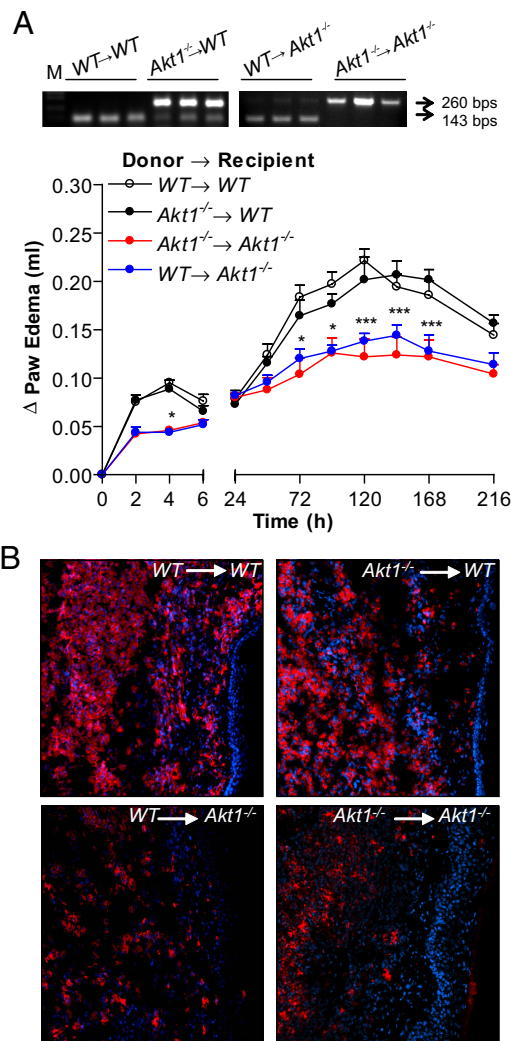 A
M WT→WT Akt1-/-→WT WT→Akt1-/- Akt1-/-→Akt1-/-
260 bps
143 bps
Donor → Recipient
WT → WT
Akt1-/- → WT
Akt1-/- → Akt1-/-
WT → Akt1-/-
Δ Paw Edema (ml)
0.30
0.25
0.20
0.15
0.10
0.05
0.00
* * * *** *** ***
0 2 4 6 24 72 120 168 216
Time (h)
B
WT → WT
Akt1-/- → WT
WT → Akt1-/-
Akt1-/- → Akt1-/-